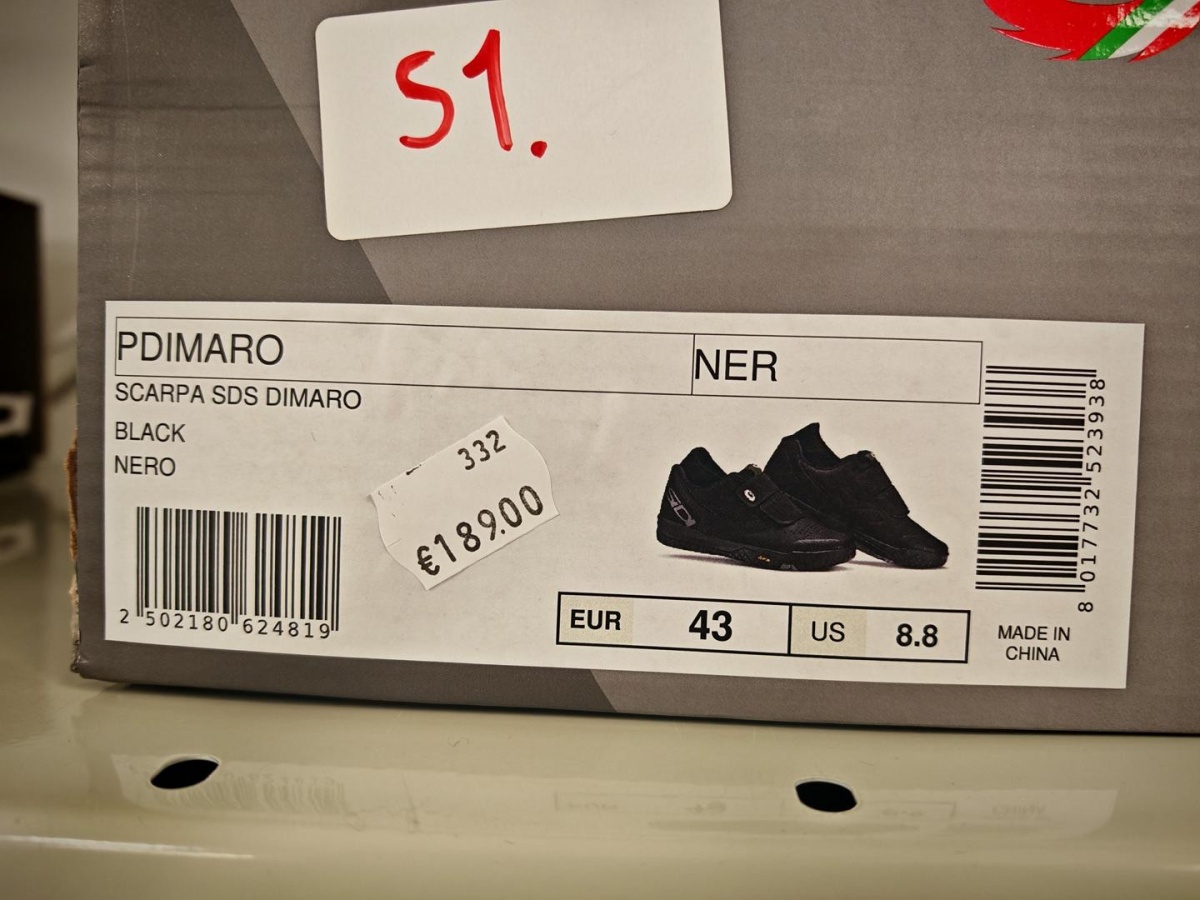 S1.
PDIMARO
NER
SCARPA SDS DIMARO
BLACK
NERO
332
€189.00
2 502180 624819
EUR 43 US 8.8
8 017732 523938
MADE IN
CHINA